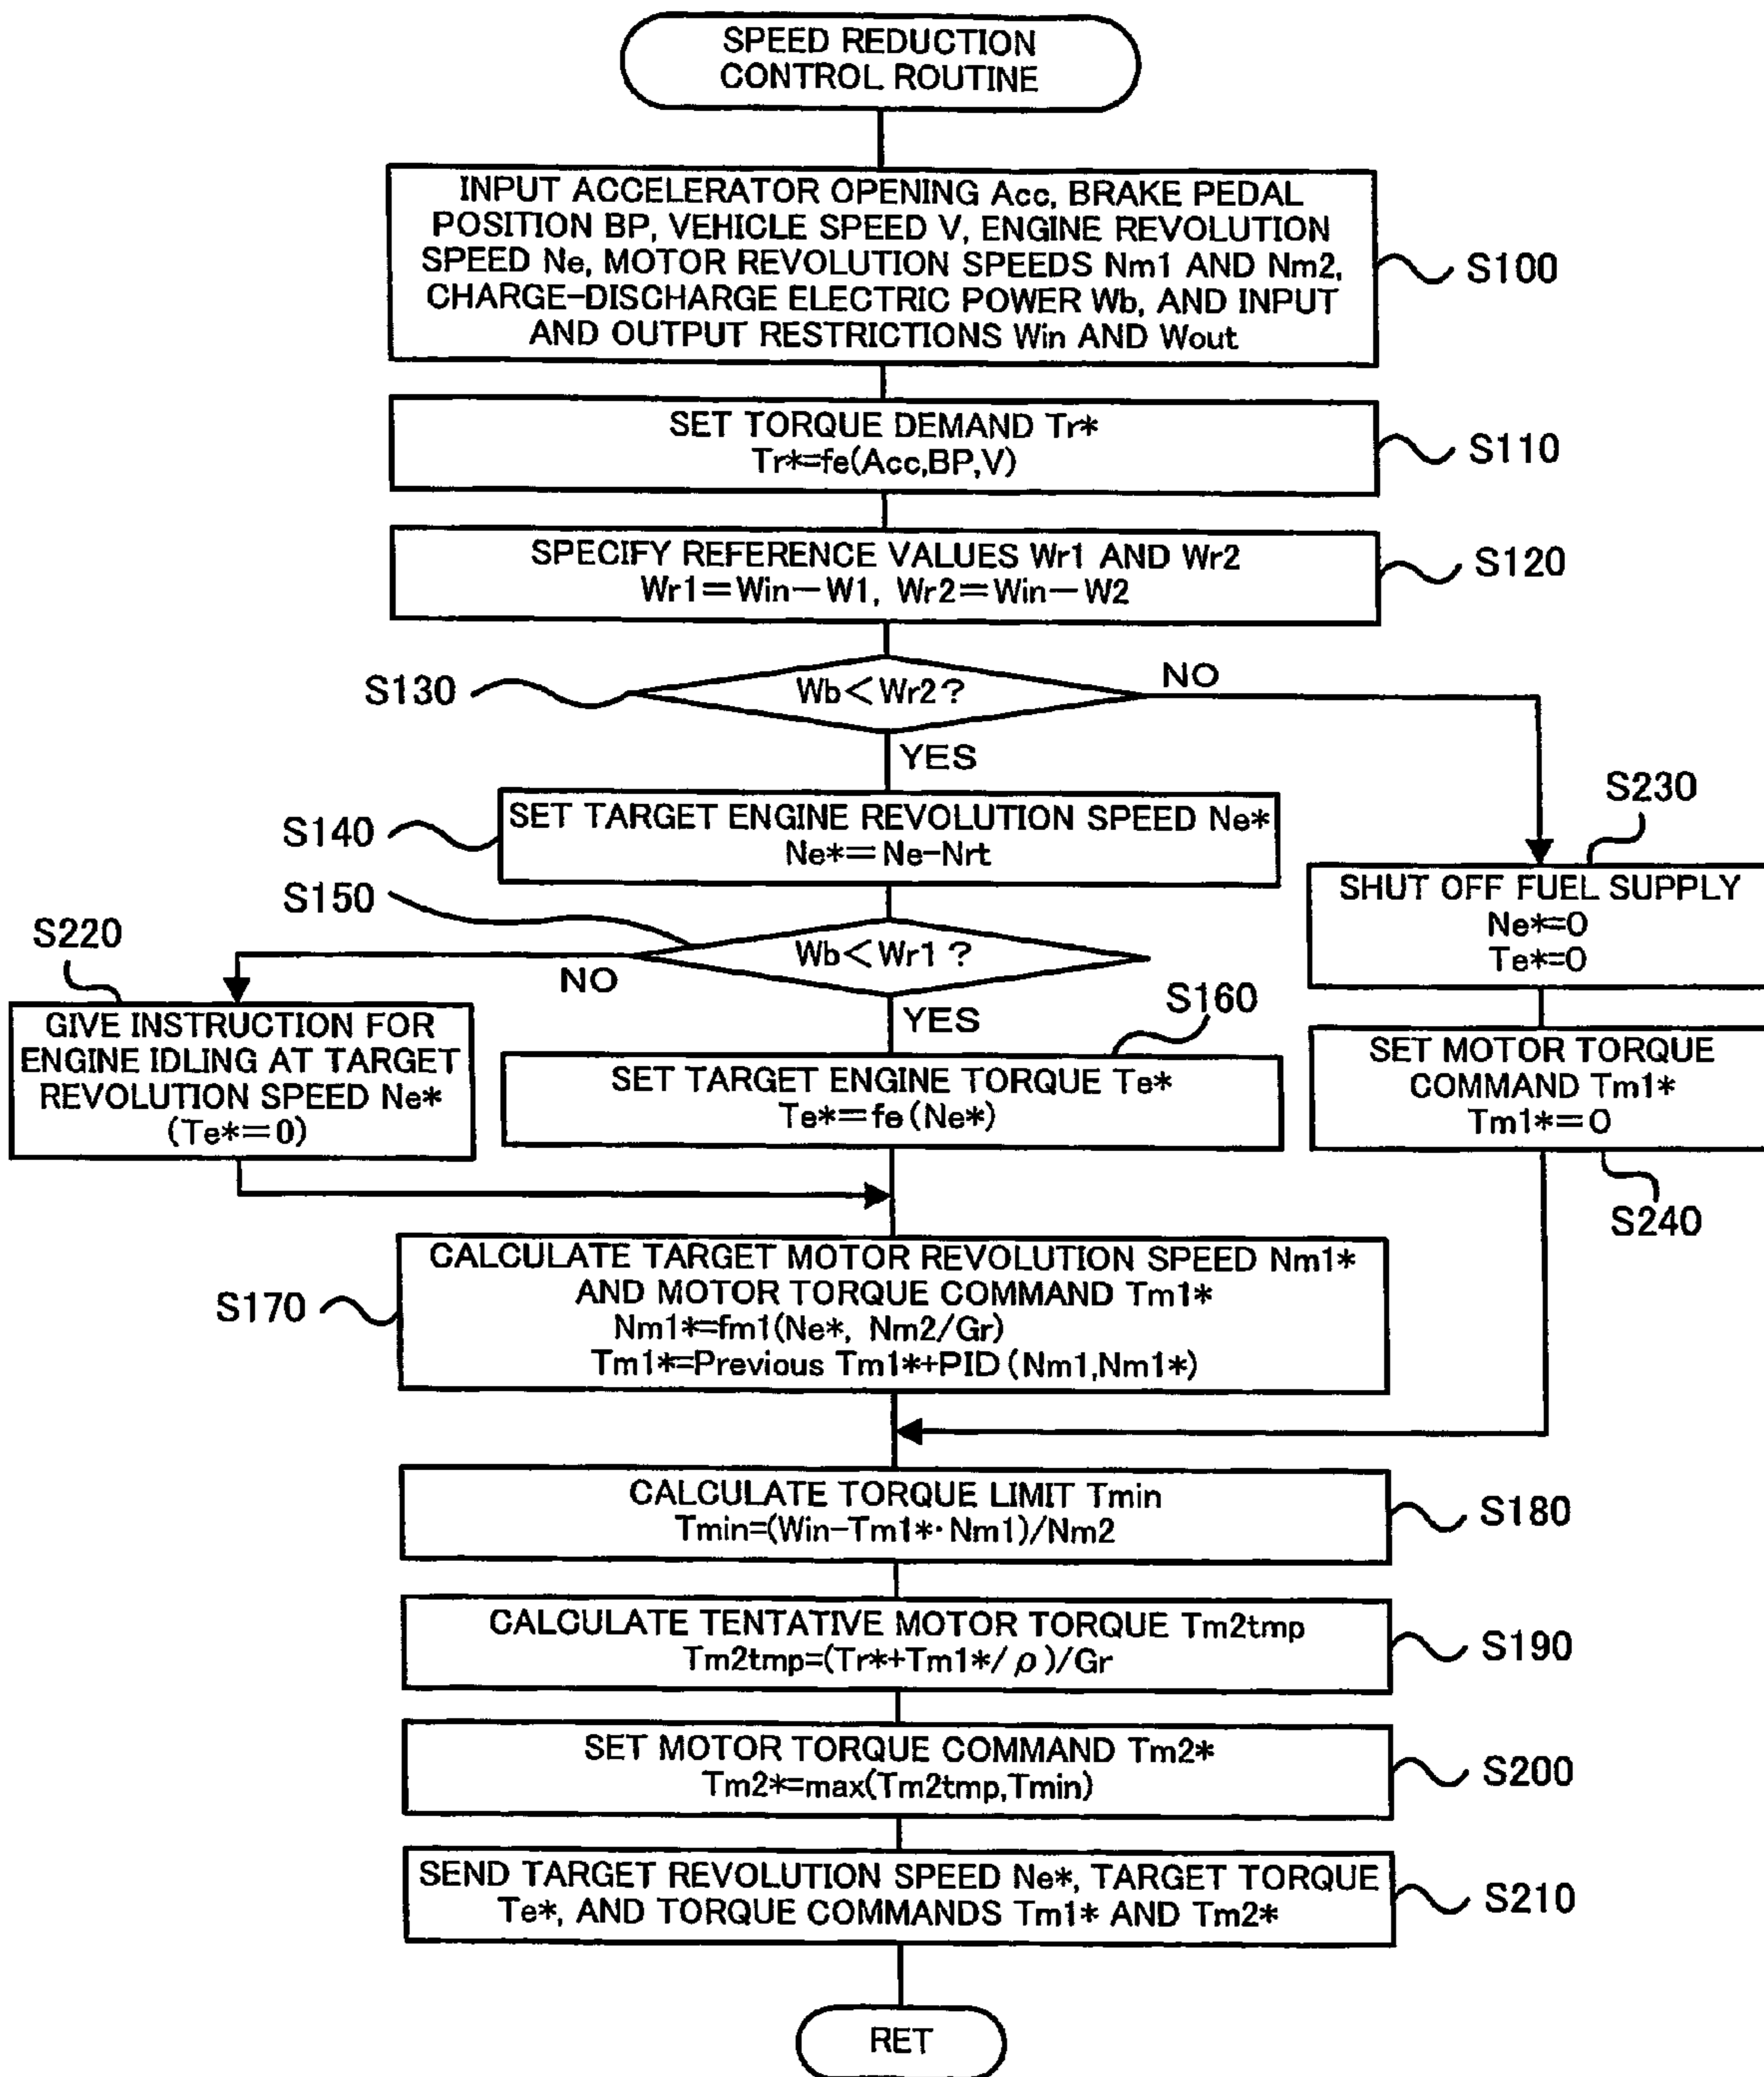 SPEED REDUCTION
CONTROL ROUTINE
INPUT ACCELERATOR OPENING Acc, BRAKE PEDAL
POSITION BP, VEHICLE SPEED V, ENGINE REVOLUTION
SPEED Ne, MOTOR REVOLUTION SPEEDS Nm1 AND Nm2,
CHARGE-DISCHARGE ELECTRIC POWER Wb, AND INPUT
AND OUTPUT RESTRICTIONS Win AND Wout
S100
SET TORQUE DEMAND Tr*
Tr*=fe(Acc,BP,V)
S110
SPECIFY REFERENCE VALUES Wr1 AND Wr2
Wr1=Win-W1, Wr2=Win-W2
S120
S130
Wb<Wr2?
NO
YES
S140
SET TARGET ENGINE REVOLUTION SPEED Ne*
Ne*=Ne-Nrt
S230
SHUT OFF FUEL SUPPLY
Ne*=0
Te*=0
S150
Wb<Wr1?
NO
YES
S220
GIVE INSTRUCTION FOR
ENGINE IDLING AT TARGET
REVOLUTION SPEED Ne*
(Te*=0)
S160
SET TARGET ENGINE TORQUE Te*
Te*=fe(Ne*)
SET MOTOR TORQUE
COMMAND Tm1*
Tm1*=0
S240
S170
CALCULATE TARGET MOTOR REVOLUTION SPEED Nm1*
AND MOTOR TORQUE COMMAND Tm1*
Nm1*=fm1(Ne*, Nm2/Gr)
Tm1*=Previous Tm1*+PID(Nm1,Nm1*)
CALCULATE TORQUE LIMIT Tmin
Tmin=(Win-Tm1*·Nm1)/Nm2
S180
CALCULATE TENTATIVE MOTOR TORQUE Tm2tmp
Tm2tmp=(Tr*+Tm1*/ρ)/Gr
S190
SET MOTOR TORQUE COMMAND Tm2*
Tm2*=max(Tm2tmp,Tmin)
S200
SEND TARGET REVOLUTION SPEED Ne*, TARGET TORQUE
Te*, AND TORQUE COMMANDS Tm1* AND Tm2*
S210
RET